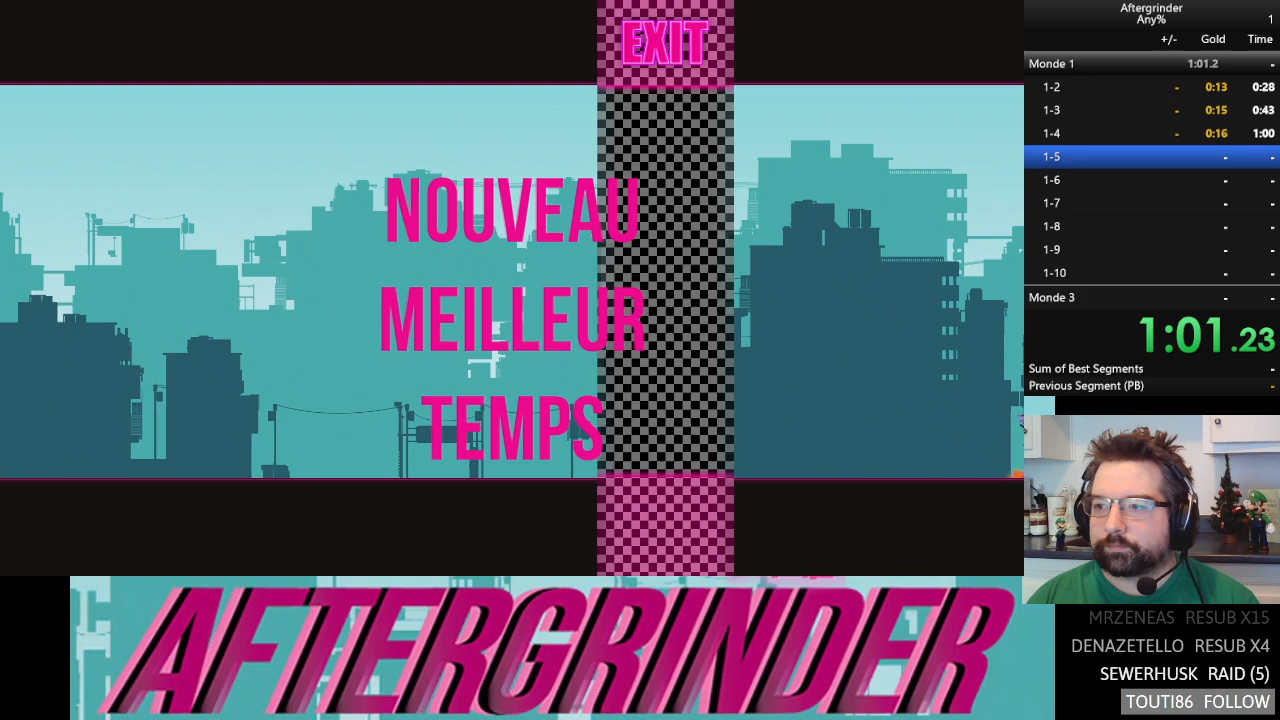 EXIT
NOUVEAU
MEILLEUR
TEMPS
AFTERGRINDER
Aftergrinder
Any% 1
+/- Gold Time
Monde 1 1:01.2 -
1-2 - 0:13 0:28
1-3 - 0:15 0:43
1-4 - 0:16 1:00
1-5 - -
1-6 - -
1-7 - -
1-8 - -
1-9 - -
1-10 - -
Monde 3 - -
1:01.23
Sum of Best Segments -
Previous Segment (PB) -
MRZENEAS RESUB X15
DENAZETELLO RESUB X4
SEWERHUSK RAID (5)
TOUTI86 FOLLOW